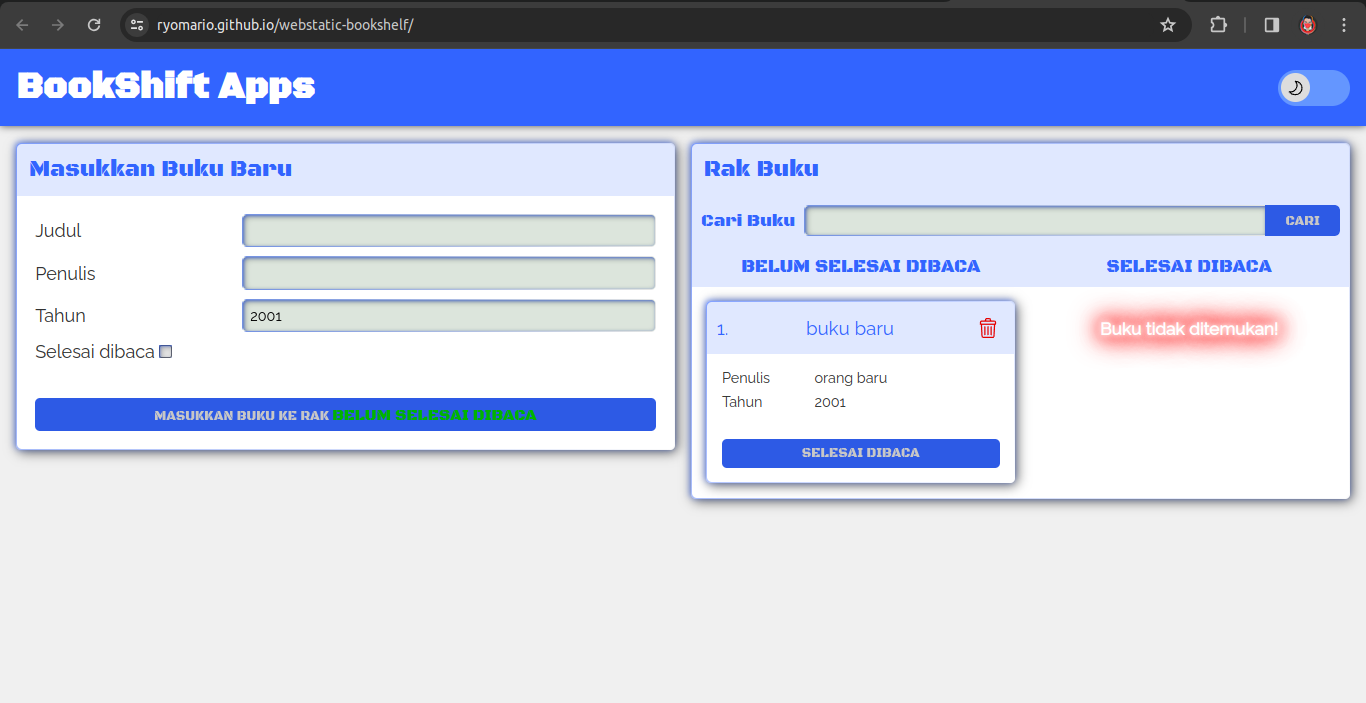 ryomario.github.io/webstatic-bookshelf/
BookShift Apps
Masukkan Buku Baru
Judul
Penulis
Tahun 2001
Selesai dibaca
MASUKKAN BUKU KE RAK BELUM SELESAI DIBACA
Rak Buku
Cari Buku CARI
BELUM SELESAI DIBACA SELESAI DIBACA
1. buku baru
Penulis orang baru
Tahun 2001
SELESAI DIBACA
Buku tidak ditemukan!